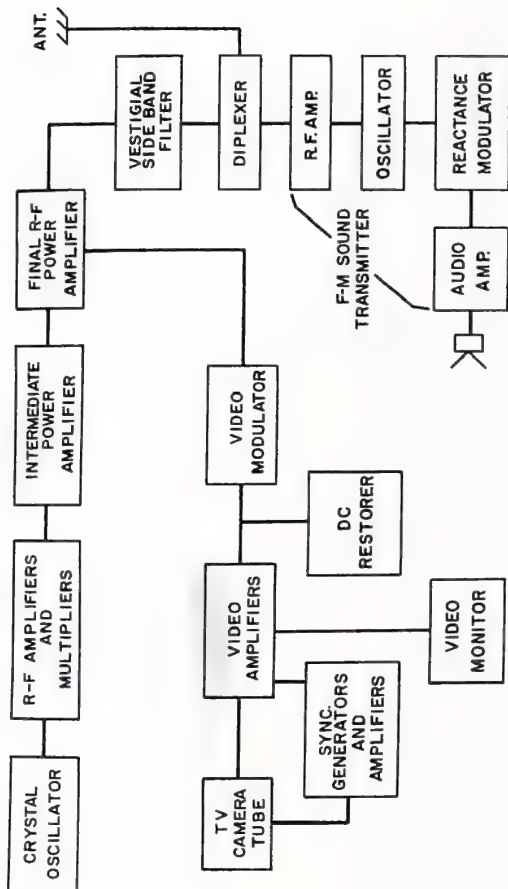 CRYSTAL
OSCILLATOR
R-F AMPLIFIERS
AND
MULTIPLIERS
INTERMEDIATE
POWER
AMPLIFIER
FINAL R-F
POWER
AMPLIFIER
ANT.
VESTIGIAL
SIDE BAND
FILTER
DIPLEXER
R.F. AMP.
OSCILLATOR
REACTANCE
MODULATOR
AUDIO
AMP.
F-M SOUND
TRANSMITTER
VIDEO
MODULATOR
DC
RESTORER
VIDEO
AMPLIFIERS
TV
CAMERA
TUBE
SYNC.
GENERATORS
AND
AMPLIFIERS
VIDEO
MONITOR